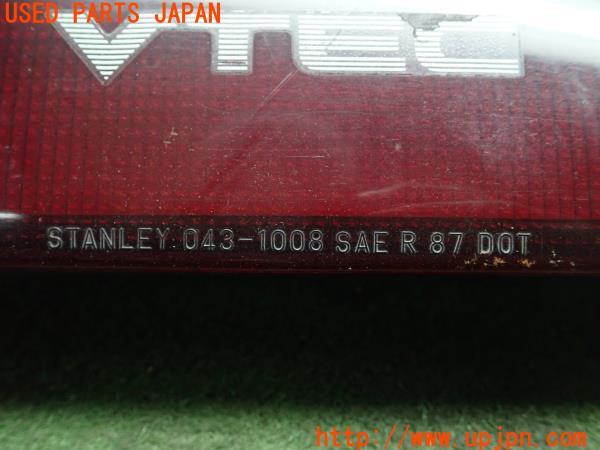 USED PARTS JAPAN
VTEC
STANLEY 043-1008 SAE R 87 DOT
http://www.upjpn.com/